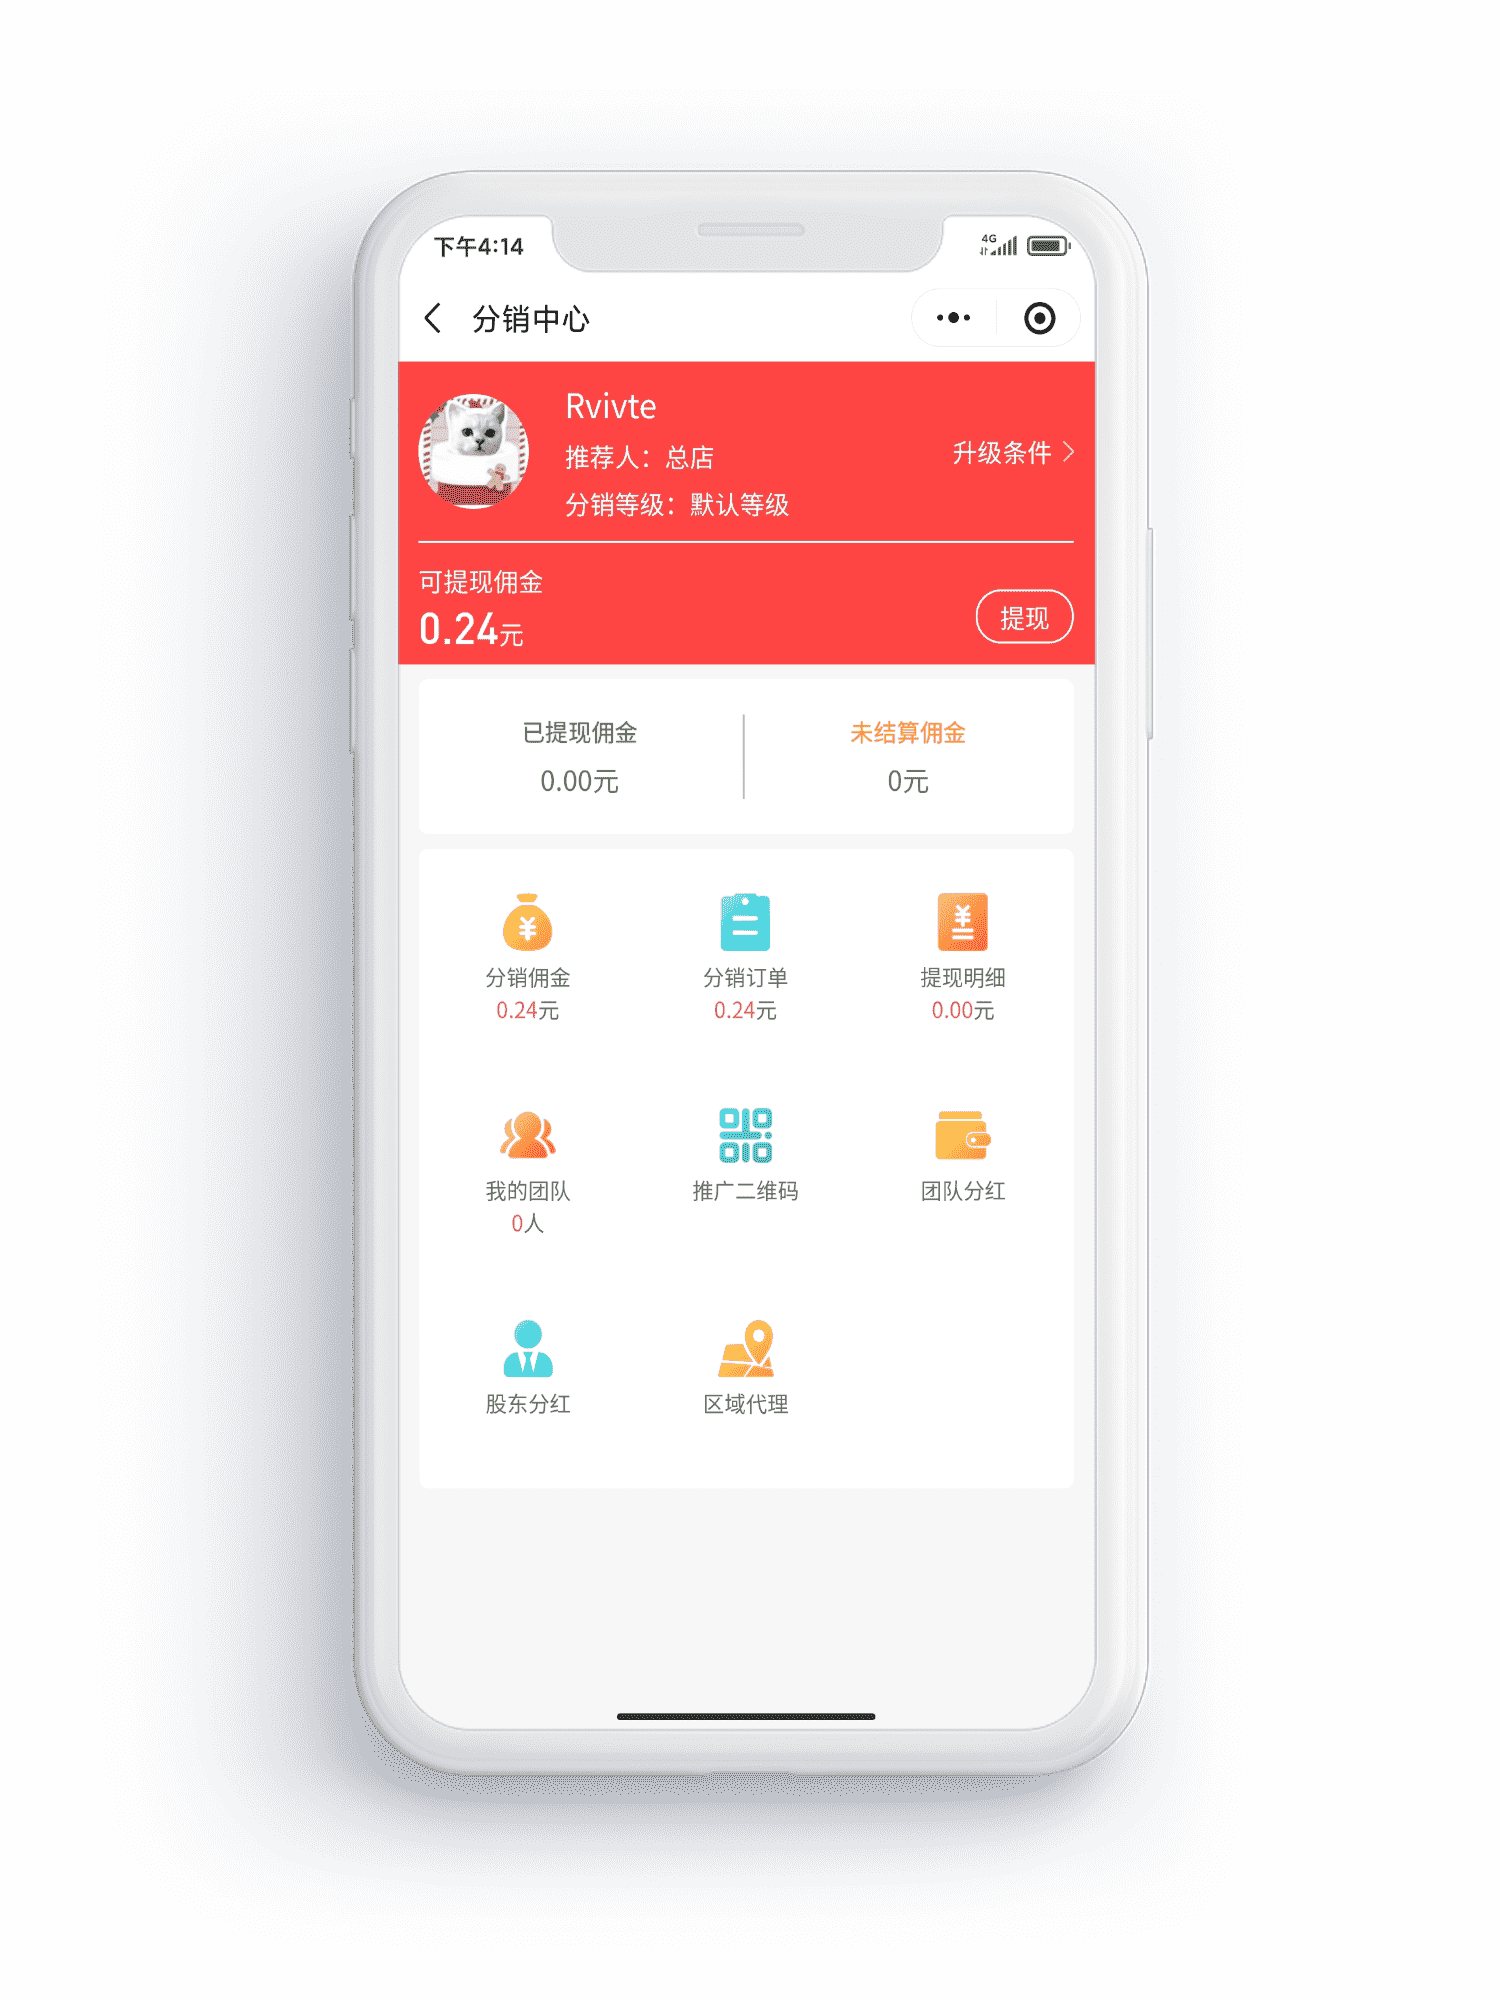 下午4:14
4G
分销中心
Rvivte
推荐人：总店
升级条件
分销等级：默认等级
可提现佣金
0.24元
提现
已提现佣金
未结算佣金
0.00元
0元
分销佣金
分销订单
提现明细
0.24元
0.24元
0.00元
我的团队
推广二维码
团队分红
0人
股东分红
区域代理